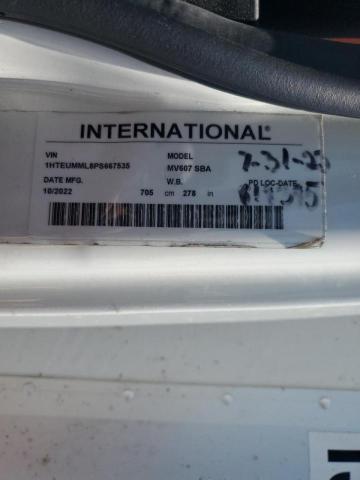 INTERNATIONAL
VIN MODEL 7-31-23
1HTEUMML8PS667535 MV607 SBA
DATE MFG. W.B. PD LOC-DATE
10/2022 705 cm 278 in